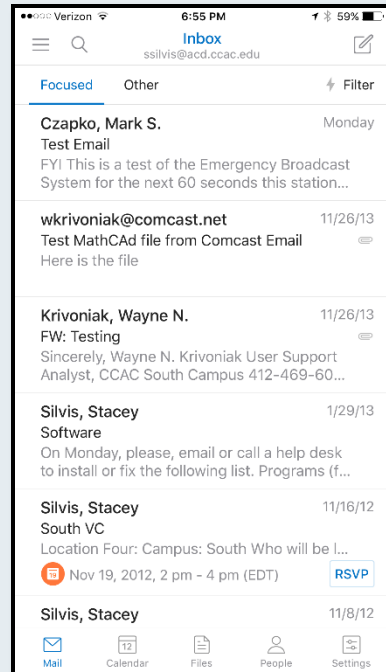 Verizon 6:55 PM 59%
Inbox
ssilvis@acd.ccac.edu
Focused Other Filter
Czapko, Mark S. Monday
Test Email
FYI This is a test of the Emergency Broadcast
System for the next 60 seconds this station...
wkrivoniak@comcast.net 11/26/13
Test MathCAd file from Comcast Email
Here is the file
Krivoniak, Wayne N. 11/26/13
FW: Testing
Sincerely, Wayne N. Krivoniak User Support
Analyst, CCAC South Campus 412-469-60...
Silvis, Stacey 1/29/13
Software
On Monday, please, email or call a help desk
to install or fix the following list. Programs (f...
Silvis, Stacey 11/16/12
South VC
Location Four: Campus: South Who will be l...
19 Nov 19, 2012, 2 pm - 4 pm (EDT) RSVP
Silvis, Stacey 11/8/12
12
Mail Calendar Files People Settings